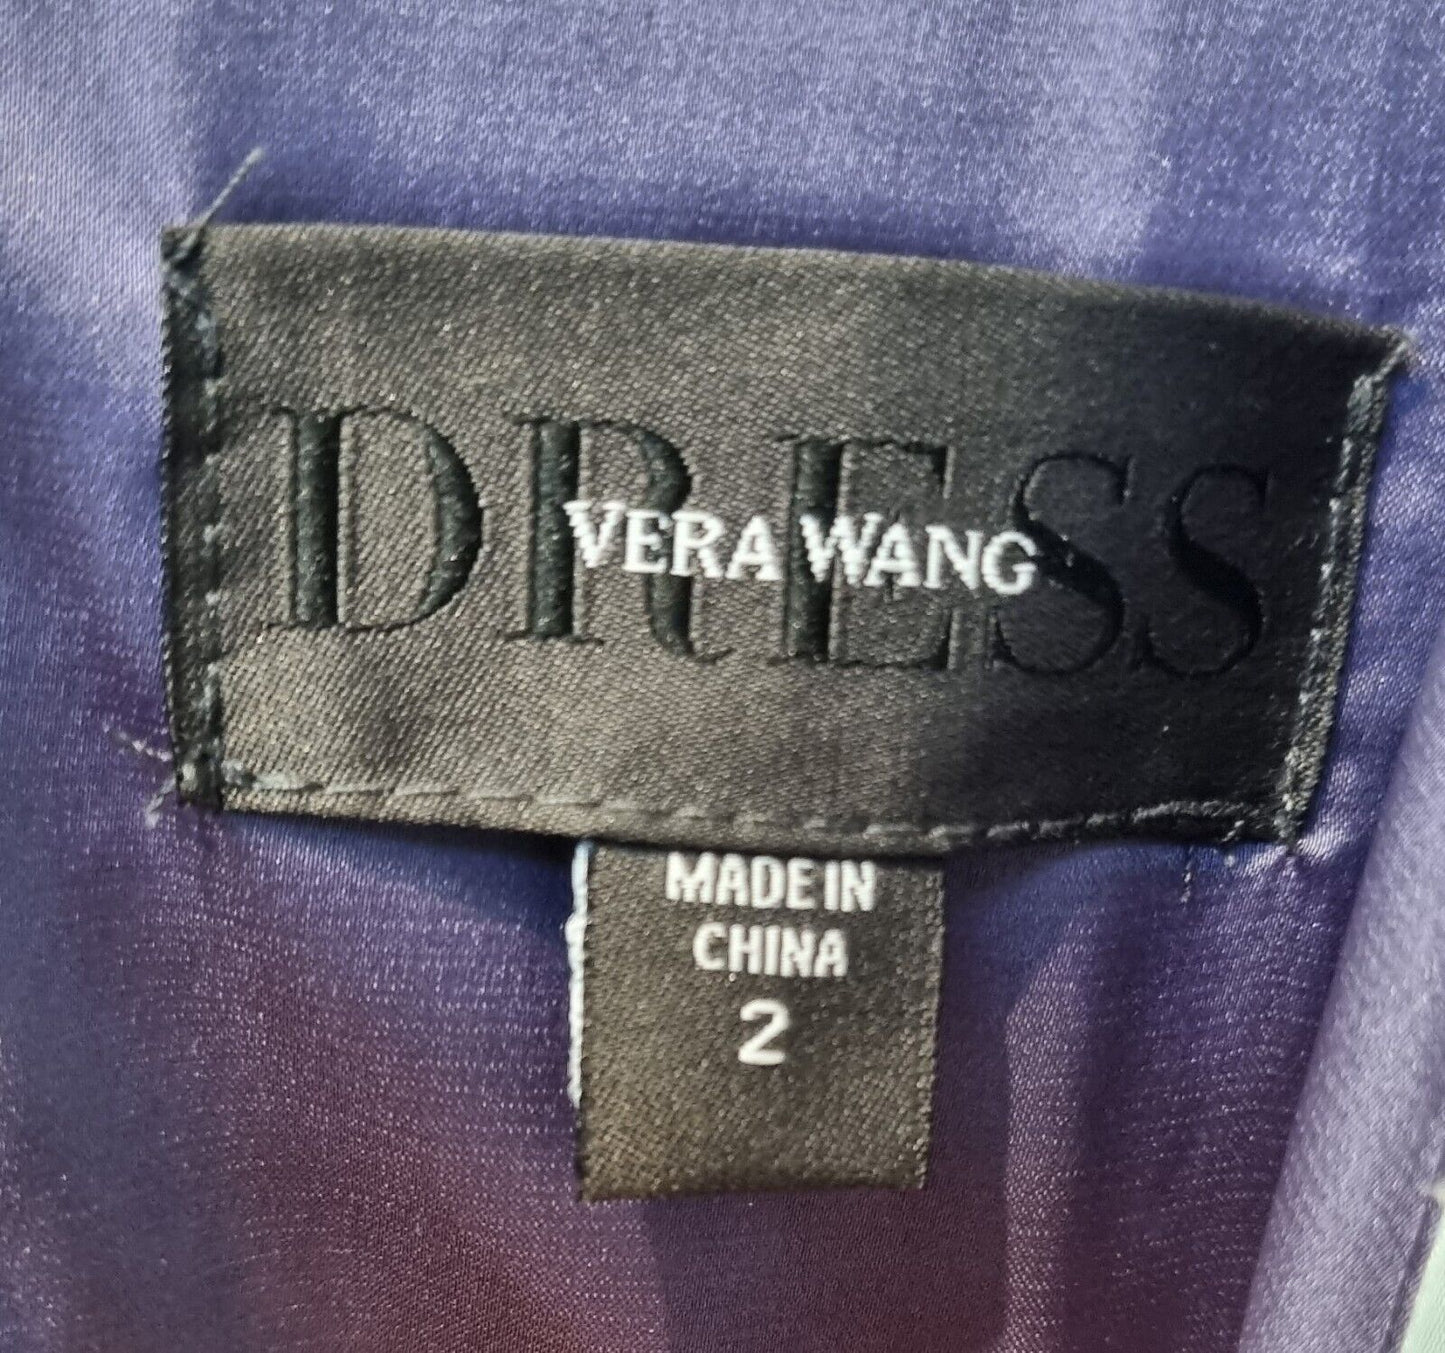 DRESS
VERA WANG
MADE IN
CHINA
2